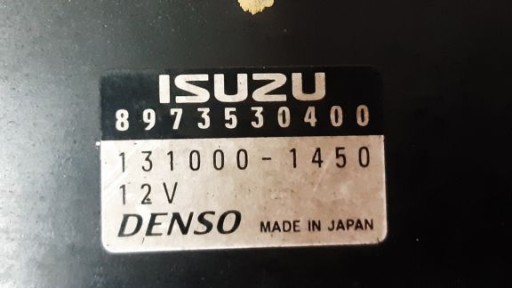 ISUZU
8973530400
131000-1450
12V
DENSO MADE IN JAPAN